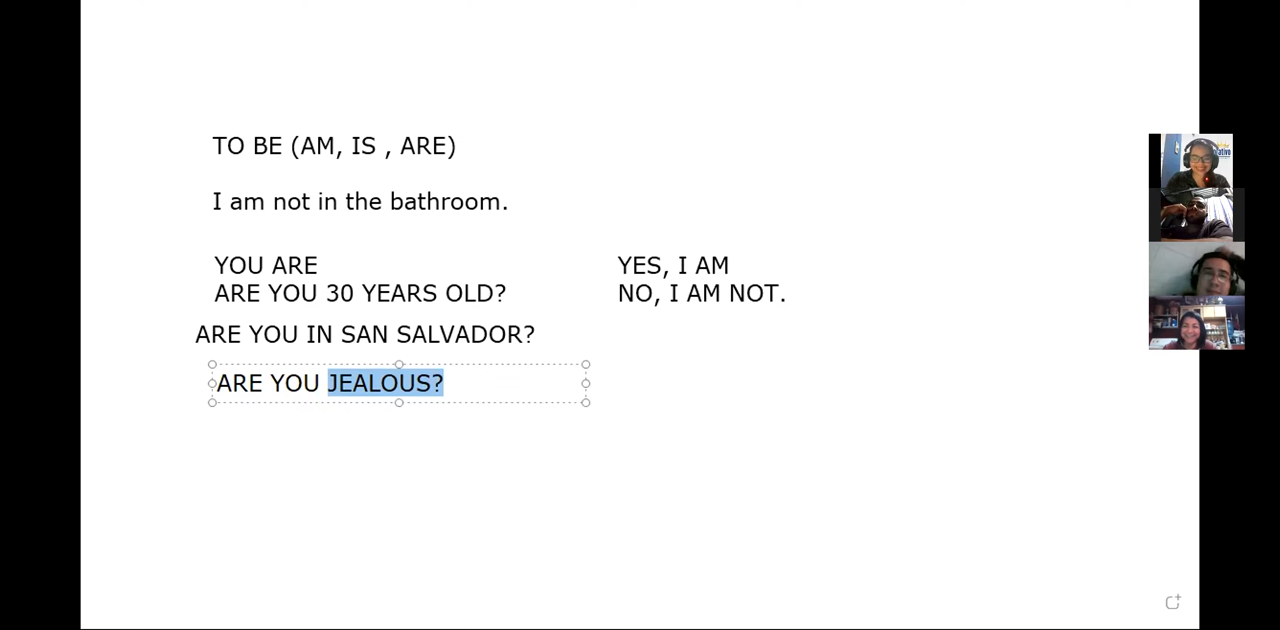 TO BE (AM, IS , ARE)
I am not in the bathroom.
YOU ARE
ARE YOU 30 YEARS OLD?
YES, I AM
NO, I AM NOT.
ARE YOU IN SAN SALVADOR?
ARE YOU JEALOUS?